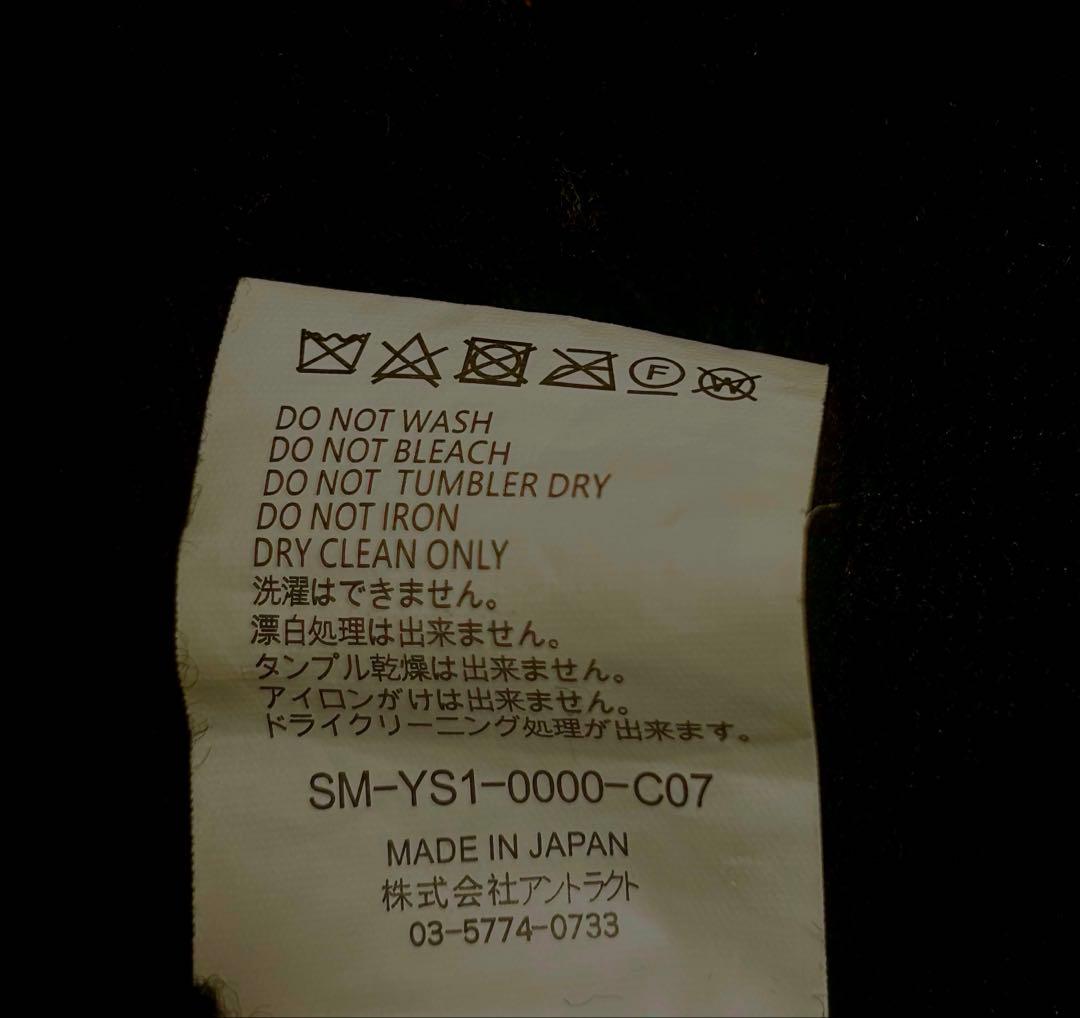 F W
DO NOT WASH
DO NOT BLEACH
DO NOT TUMBLER DRY
DO NOT IRON
DRY CLEAN ONLY
洗濯はできません。
漂白処理は出来ません。
タンプル乾燥は出来ません。
アイロンがけは出来ません。
ドライクリーニング処理が出来ます。
SM-YS1-0000-C07
MADE IN JAPAN
株式会社アントラクト
03-5774-0733